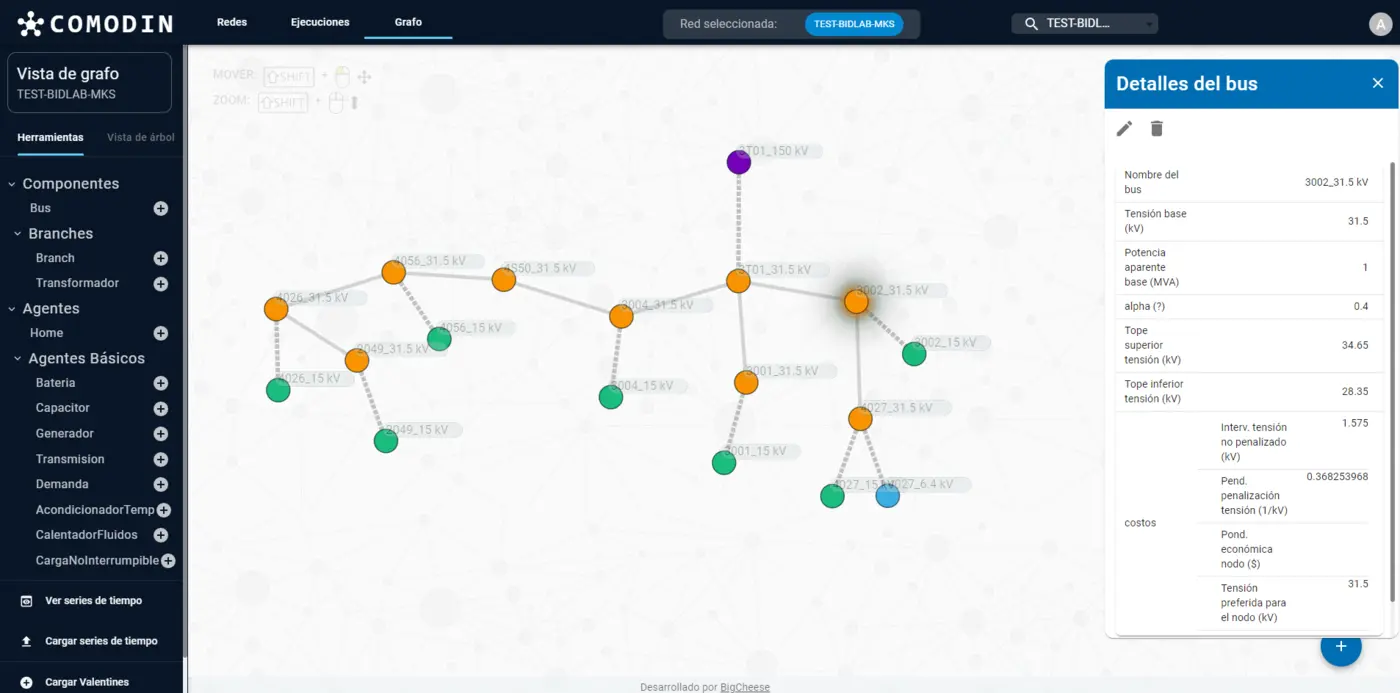 COMODIN
Redes
Ejecuciones
Grafo
Red seleccionada:
TEST-BIDLAB-MKS
TEST-BIDL...
A
Vista de grafo
TEST-BIDLAB-MKS
Herramientas
Vista de árbol
Componentes
Bus
Branches
Branch
Transformador
Agentes
Home
Agentes Básicos
Bateria
Capacitor
Generador
Transmision
Demanda
AcondicionadorTemp
CalentadorFluidos
CargaNoInterrumpible
Ver series de tiempo
Cargar series de tiempo
Cargar Valentines
MOVER: SHIFT +
ZOOM: SHIFT +
3T01_150 kV
4056_31.5 kV
4S50_31.5 kV
3T01_31.5 kV
3002_31.5 kV
4026_31.5 kV
3004_31.5 kV
4056_15 kV
3002_15 kV
2049_31.5 kV
3001_31.5 kV
4026_15 kV
3004_15 kV
4027_31.5 kV
2049_15 kV
3001_15 kV
4027_15 kV
4027_6.4 kV
Detalles del bus
Nombre del
bus
3002_31.5 kV
Tensión base
(kV)
31.5
Potencia
aparente
base (MVA)
1
alpha (?)
0.4
Tope
superior
tensión (kV)
34.65
Tope inferior
tensión (kV)
28.35
costos
Interv. tensión
no penalizado
(kV)
1.575
Pend.
penalización
tensión (1/kV)
0.368253968
Pond.
económica
nodo ($)
Tensión
preferida para
el nodo (kV)
31.5
Desarrollado por BigCheese